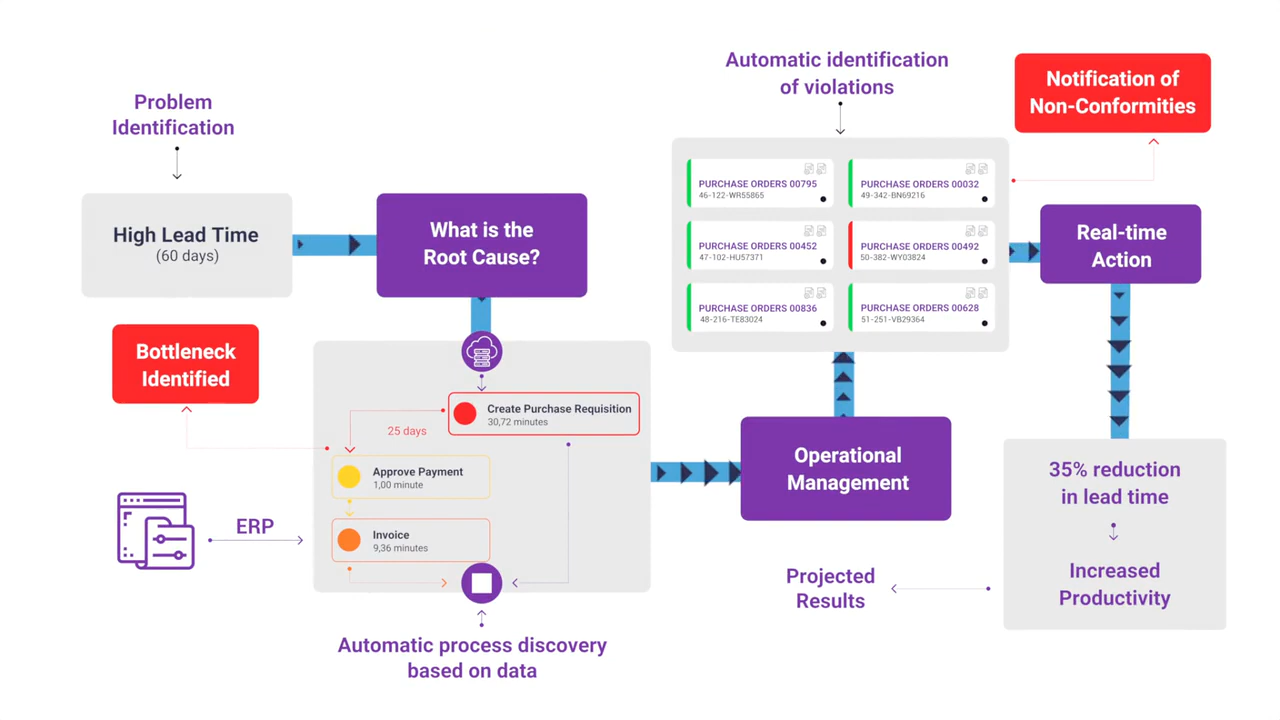 Problem
Identification
High Lead Time
(60 days)
What is the
Root Cause?
Bottleneck
Identified
Create Purchase Requisition
30,72 minutes
25 days
Approve Payment
1,00 minute
Invoice
9,36 minutes
ERP
Automatic process discovery
based on data
Operational
Management
Automatic identification
of violations
PURCHASE ORDERS 00795
46-122-WR55865
PURCHASE ORDERS 00032
49-342-BN69216
PURCHASE ORDERS 00452
47-102-HU57371
PURCHASE ORDERS 00492
50-382-WY03824
PURCHASE ORDERS 00836
48-216-TE83024
PURCHASE ORDERS 00628
51-251-VB29364
Notification of
Non-Conformities
Real-time
Action
35% reduction
in lead time
Increased
Productivity
Projected
Results